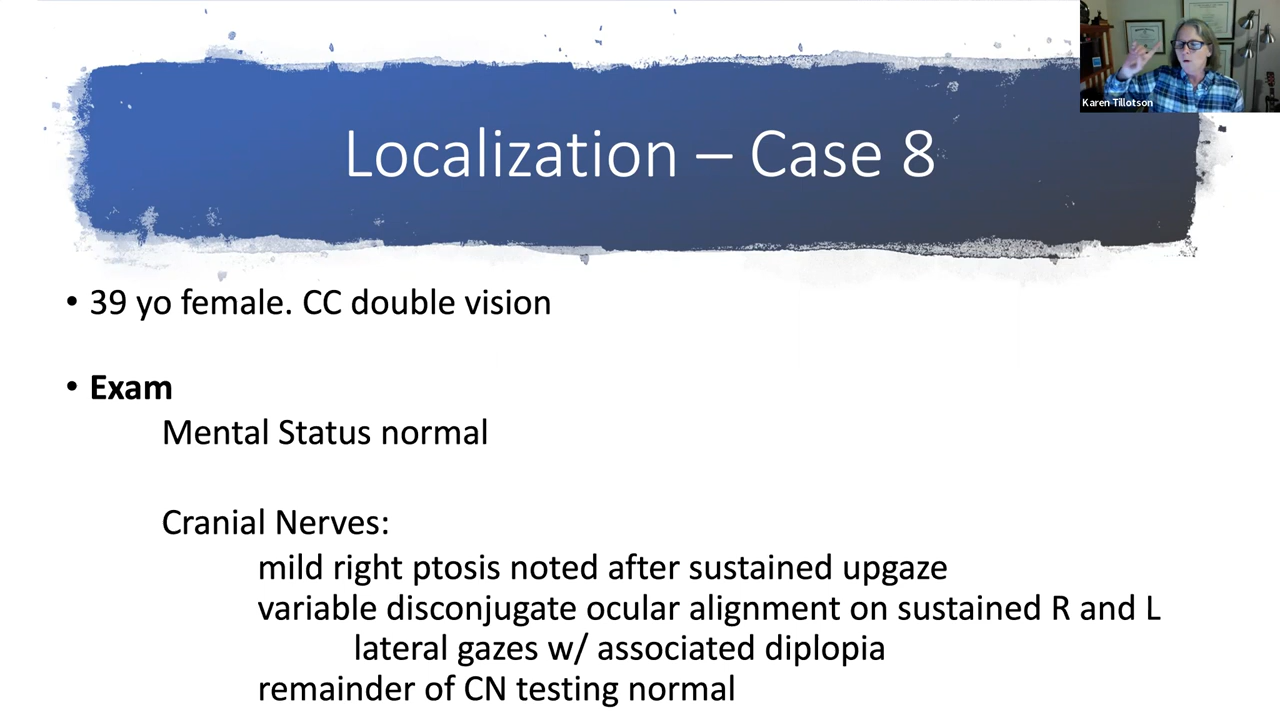 Karen Tillotson
Localization – Case 8
• 39 yo female. CC double vision
• Exam
Mental Status normal
Cranial Nerves:
mild right ptosis noted after sustained upgaze
variable disconjugate ocular alignment on sustained R and L
lateral gazes w/ associated diplopia
remainder of CN testing normal